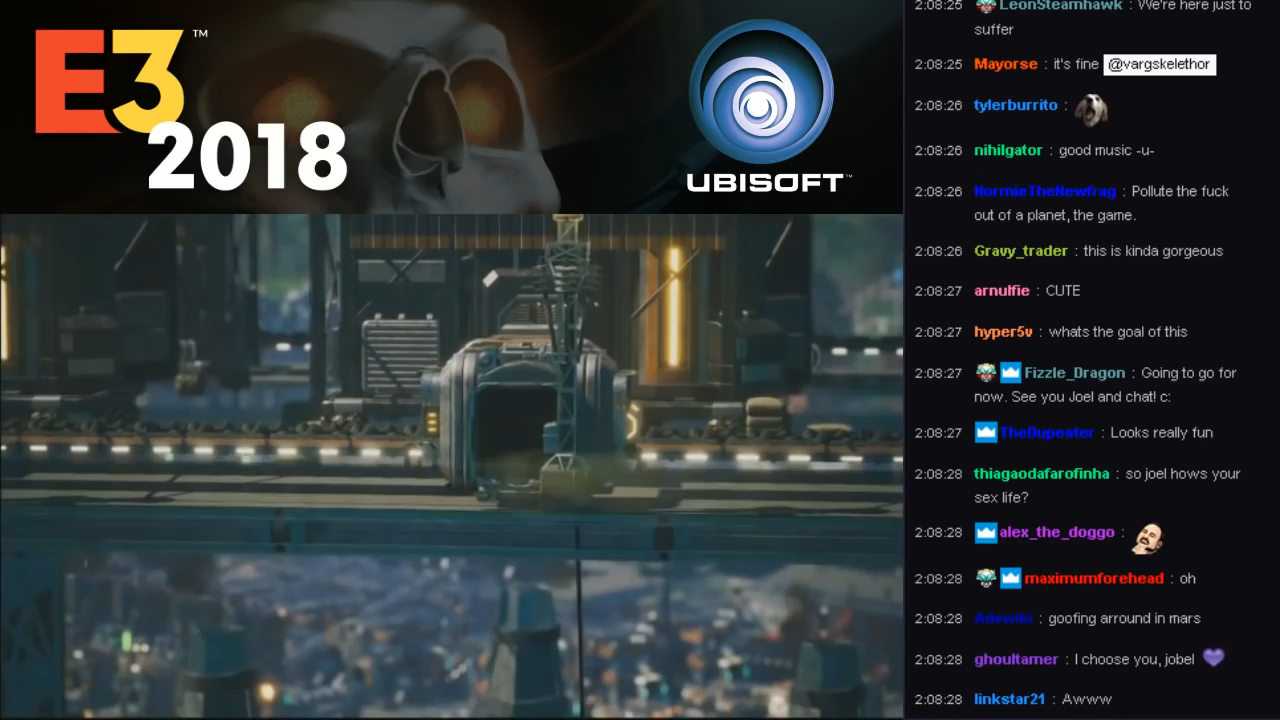 E3™
2018
UBISOFT™
2:08:25 LeonSteamhawk : We're here just to
suffer
2:08:25 Mayorse : it's fine @vargskelethor
2:08:26 tylerburrito :
2:08:26 nihilgator : good music -u-
2:08:26 NormieTheNewfrag : Pollute the fuck
out of a planet, the game.
2:08:26 Gravy_trader : this is kinda gorgeous
2:08:27 arnulfie : CUTE
2:08:27 hyper5v : whats the goal of this
2:08:27 Fizzle_Dragon : Going to go for
now. See you Joel and chat! c:
2:08:27 TheDupester : Looks really fun
2:08:28 thiagaodafarofinha : so joel hows your
sex life?
2:08:28 alex_the_doggo :
2:08:28 maximumforehead : oh
2:08:28 : goofing arround in mars
2:08:28 ghoultamer : I choose you, jobel
2:08:28 linkstar21 : Awww